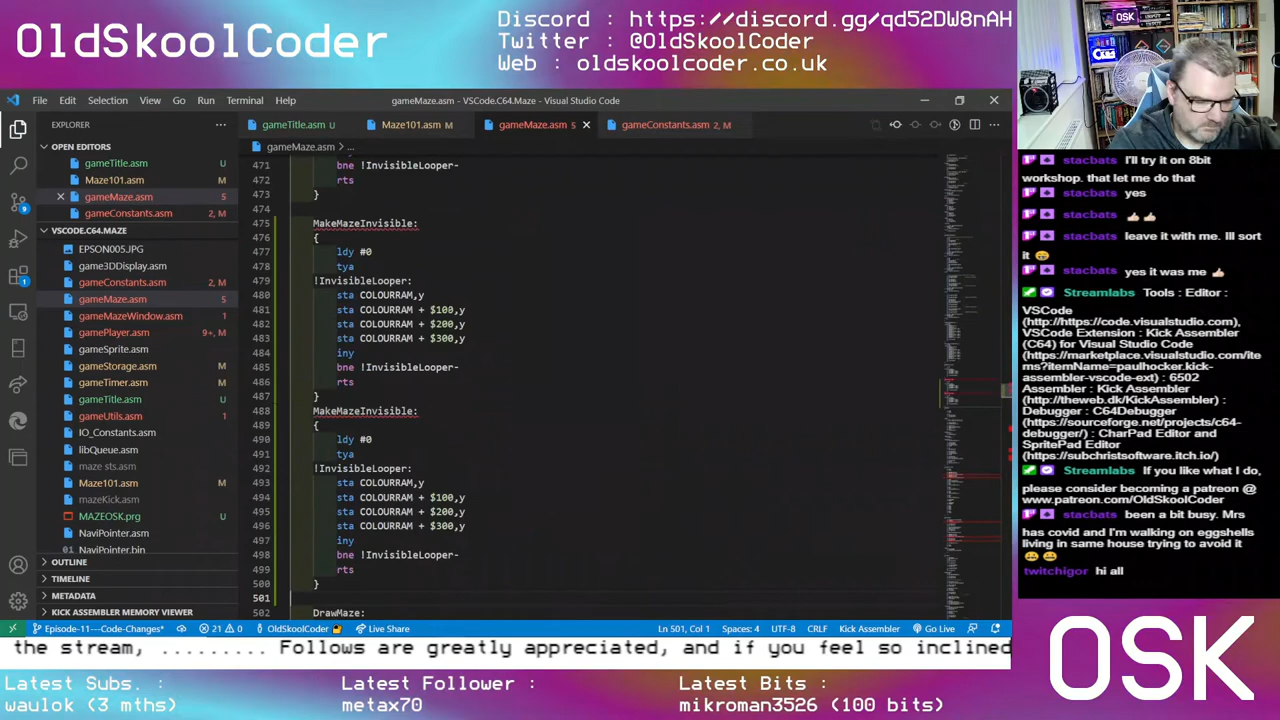 OldSkoolCoder
Discord : https://discord.gg/qd52DW8nAH
Twitter : @OldSkoolCoder
Web : oldskoolcoder.co.uk
File Edit Selection View Go Run Terminal Help
gameMaze.asm - VSCode.C64.Maze - Visual Studio Code
EXPLORER
gameTitle.asm U
Maze101.asm M
gameMaze.asm 5
gameConstants.asm 2, M
gameMaze.asm > ...
OPEN EDITORS
gameTitle.asm U
Maze101.asm M
gameMaze.asm 5
gameConstants.asm 2, M
VSCODE.C64.MAZE
EPSON005.JPG
game3DDisplay.asm
gameConstants.asm 2, M
gameMaze.asm 5
gameMazeWindow.asm 1
gamePlayer.asm 9+, M
gameSprite.asm
gameStorage.asm M
gameTimer.asm M
gameTitle.asm U
gameUtils.asm 1
IO_Constants.asm
libQueue.asm
maze sts.asm
Maze101.asm M
mazeKick.asm
MAZEOSK.prg U
NaviPointer.asm
NaviPointer.bin
OUTLINE
TIMELINE
METADATA
KICK ASSEMBLER MEMORY VIEWER
471 bne !InvisibleLooper-
472 rts
473 }
474
475 MakeMazeInvisible:
476 {
477 ldy #0
478 tya
479 !InvisibleLooper:
480 sta COLOURRAM,y
481 sta COLOURRAM + $100,y
482 sta COLOURRAM + $200,y
483 sta COLOURRAM + $300,y
484 iny
485 bne !InvisibleLooper-
486 rts
487 }
488 MakeMazeInvisible:
489 {
490 ldy #0
491 tya
492 !InvisibleLooper:
493 sta COLOURRAM,y
494 sta COLOURRAM + $100,y
495 sta COLOURRAM + $200,y
496 sta COLOURRAM + $300,y
497 iny
498 bne !InvisibleLooper-
499 rts
500 }
501
DrawMaze:
Episode-11---Code-Changes* 21 0 OldSkoolCoder Live Share
Ln 501, Col 1 Spaces: 4 UTF-8 CRLF Kick Assembler Go Live
OSK
stacbats I'll try it on 8bit
workshop. that let me do that
stacbats yes
stacbats 👍🏻👍🏻
stacbats leave it with me. Ill sort
it 😁
stacbats yes it was me 👍🏻
Streamlabs Tools : Editor :
VSCode
(http://https://code.visualstudio.com),
VSCode Extension : Kick Assembler
(C64) for Visual Studio Code
(https://marketplace.visualstudio.com/ite
ms?itemName=paulhocker.kick-
assembler-vscode-ext) : 6502
Assembler : Kick Assembler
(http://theweb.dk/KickAssembler) :
Debugger : C64Debugger
(https://sourceforge.net/projects/c64-
debugger/) : CharPad Editor and
SpritePad Editor
(https://subchristsoftware.itch.io/)
Streamlabs If you like what I do,
please consider becoming a patreon @
www.patreon.com/OldSkoolCoder
stacbats been a bit busy. Mrs
has covid and I'm walking on eggshells
living in same house trying to avoid it
twitchigor hi all
the stream, ......... Follows are greatly appreciated, and if you feel so inclined
Latest Subs. :
waulok (3 mths)
Latest Follower :
metax70
Latest Bits :
mikroman3526 (100 bits)
OSK